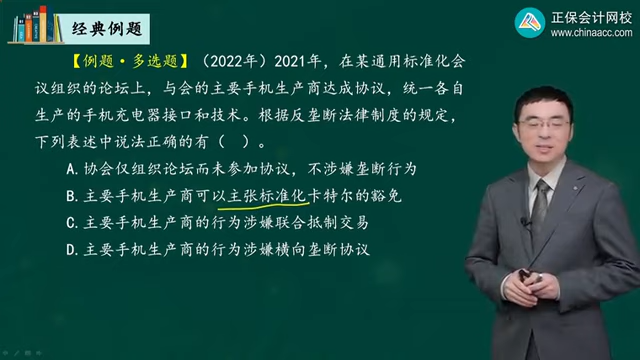 经典例题
正保会计网校
www.chinaacc.com
【例题·多选题】（2022年）2021年，在某通用标准化会
议组织的论坛上，与会的主要手机生产商达成协议，统一各自
生产的手机充电器接口和技术。根据反垄断法律制度的规定，
下列表述中说法正确的有（ ）。
A.协会仅组织论坛而未参加协议，不涉嫌垄断行为
B.主要手机生产商可以主张标准化卡特尔的豁免
C.主要手机生产商的行为涉嫌联合抵制交易
D.主要手机生产商的行为涉嫌横向垄断协议